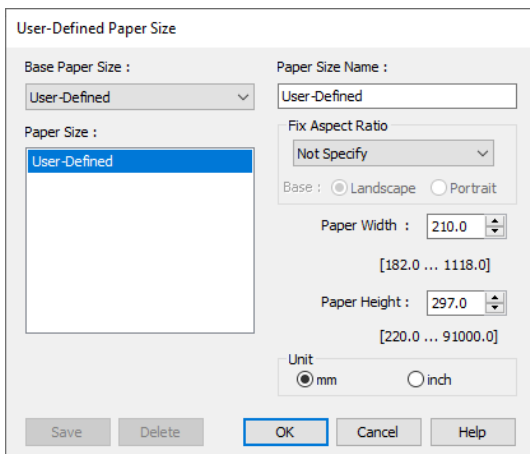 User-Defined Paper Size
Base Paper Size :
User-Defined
Paper Size :
User-Defined
Paper Size Name :
User-Defined
Fix Aspect Ratio
Not Specify
Base : Landscape Portrait
Paper Width : 210.0
[182.0 ... 1118.0]
Paper Height : 297.0
[220.0 ... 91000.0]
Unit
mm inch
Save Delete OK Cancel Help